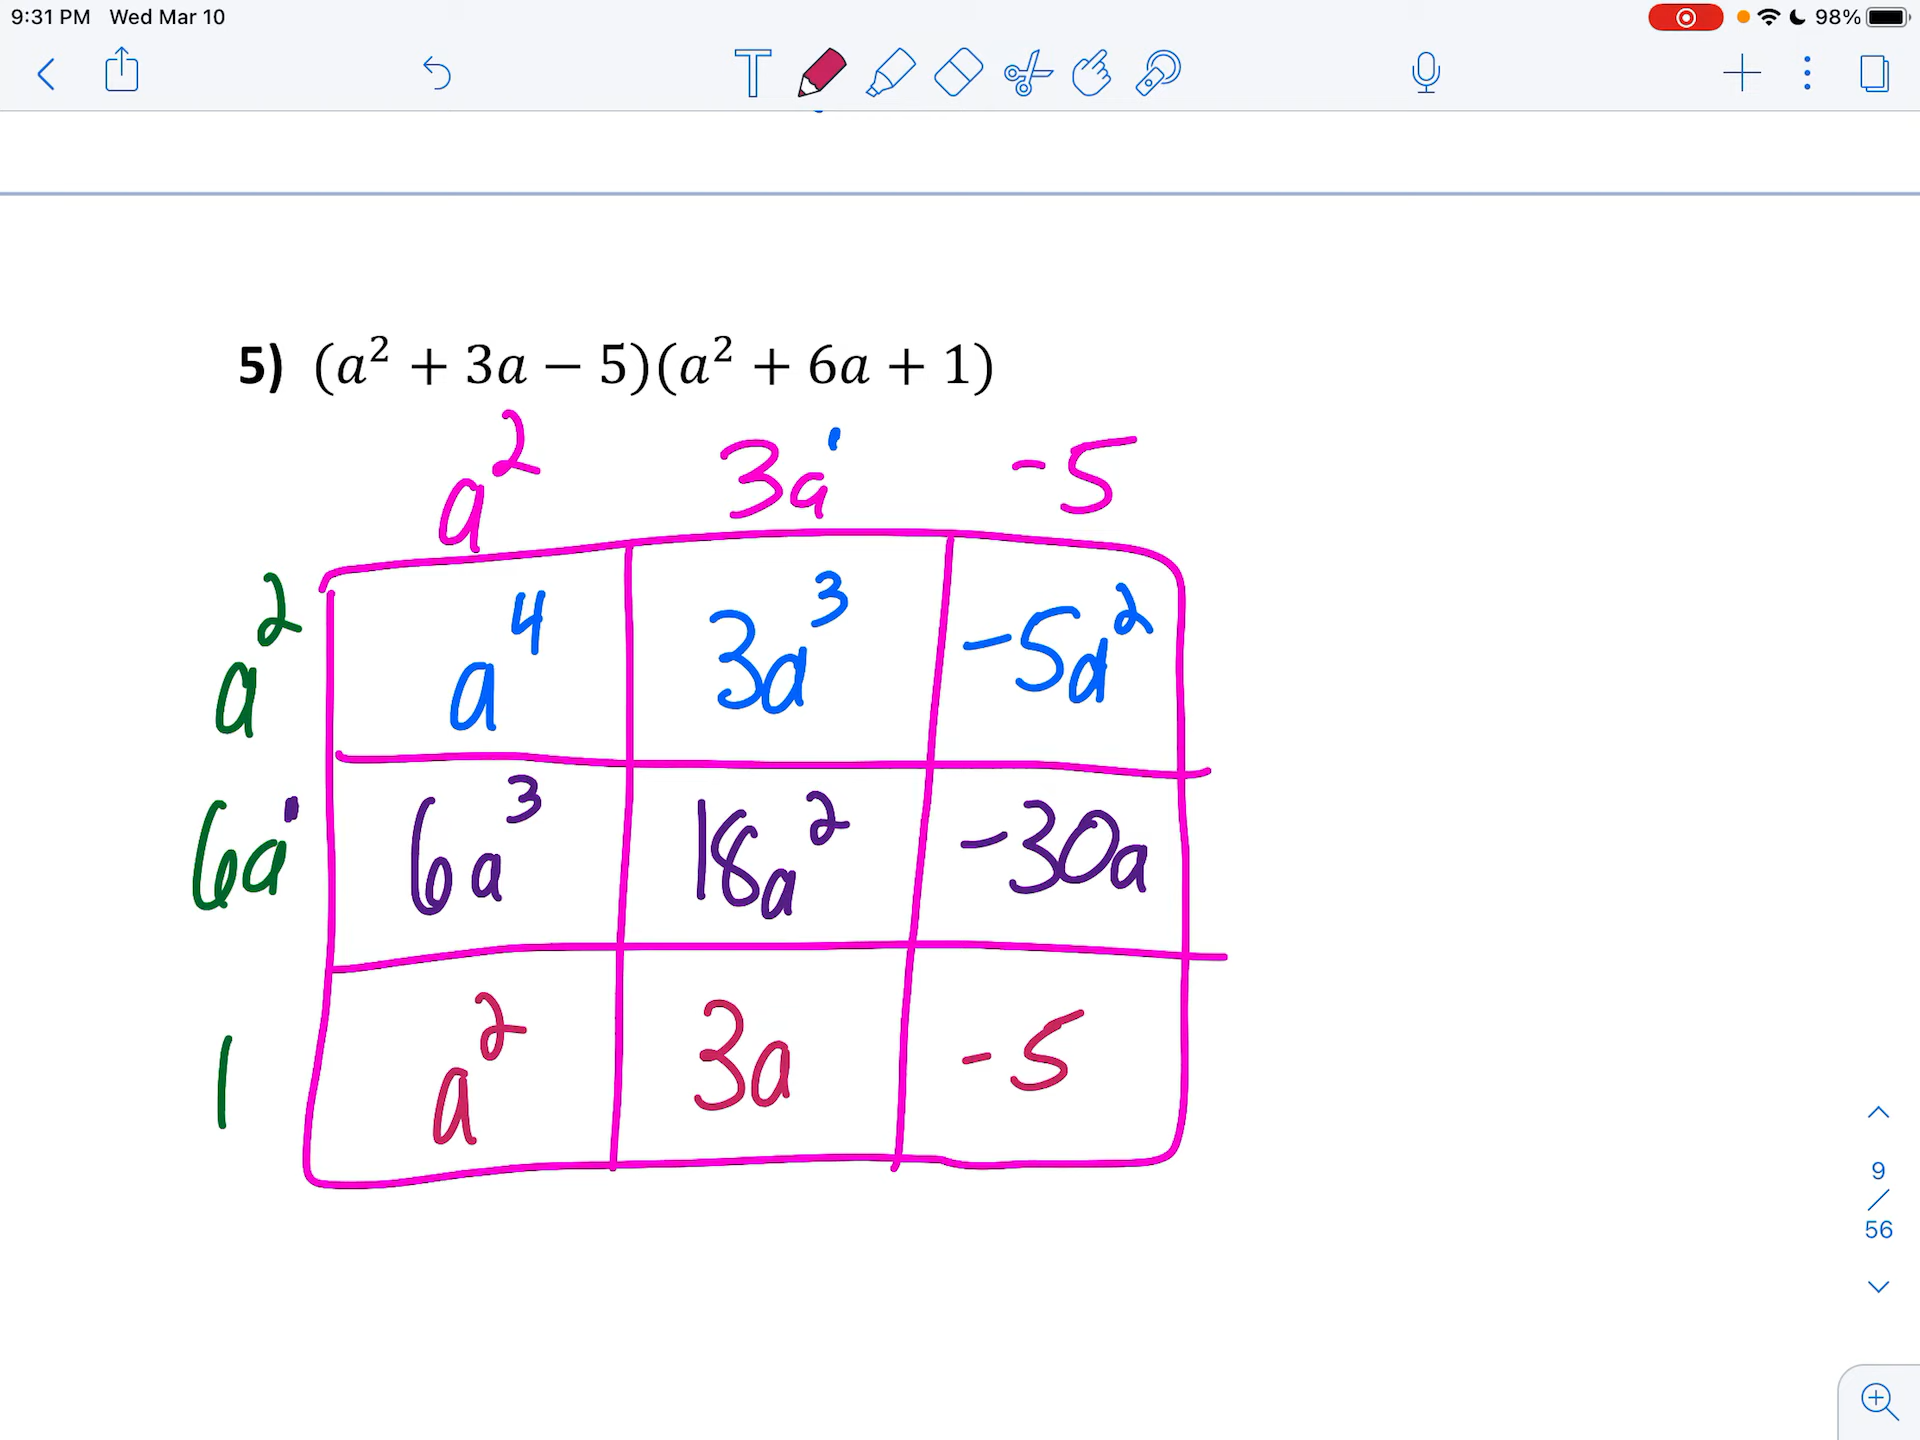 9:31 PM Wed Mar 10 98%
T
5) (a² + 3a − 5)(a² + 6a + 1)
a² 3a¹ -5
a² a⁴ 3a³ -5a²
6a¹ 6a³ 18a² -30a
1 a² 3a -5
9
/
56